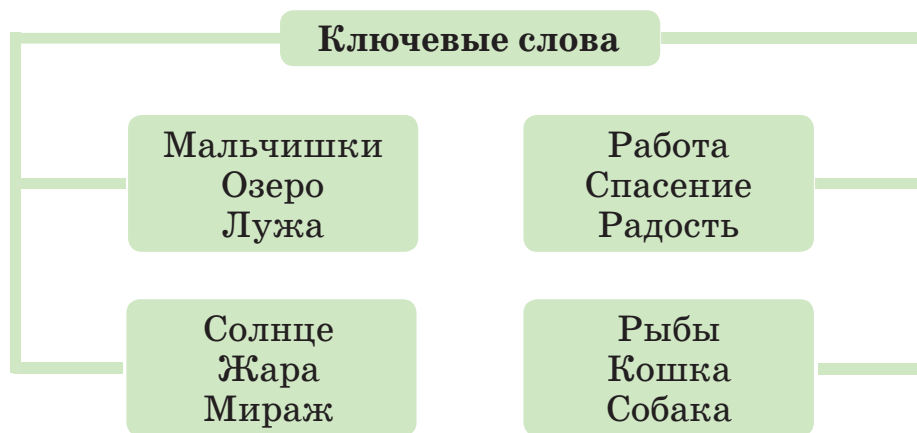 Ключевые слова
Мальчишки
Озеро
Лужа
Работа
Спасение
Радость
Солнце
Жара
Мираж
Рыбы
Кошка
Собака